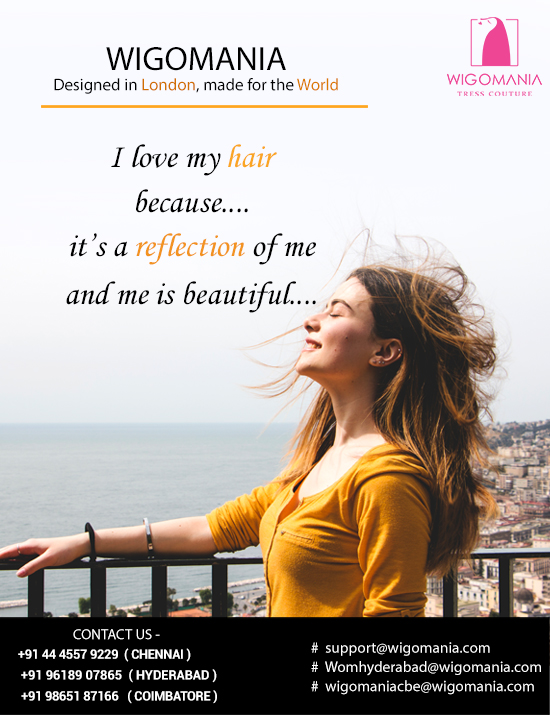 WIGOMANIA
Designed in London, made for the World
WIGOMANIA
TRESS COUTURE
I love my hair
because....
it's a reflection of me
and me is beautiful....
CONTACT US -
+91 44 4557 9229 ( CHENNAI )
+91 96189 07865 ( HYDERABAD )
+91 98651 87166 ( COIMBATORE )
# support@wigomania.com
# Womhyderabad@wigomania.com
# wigomaniacbe@wigomania.com